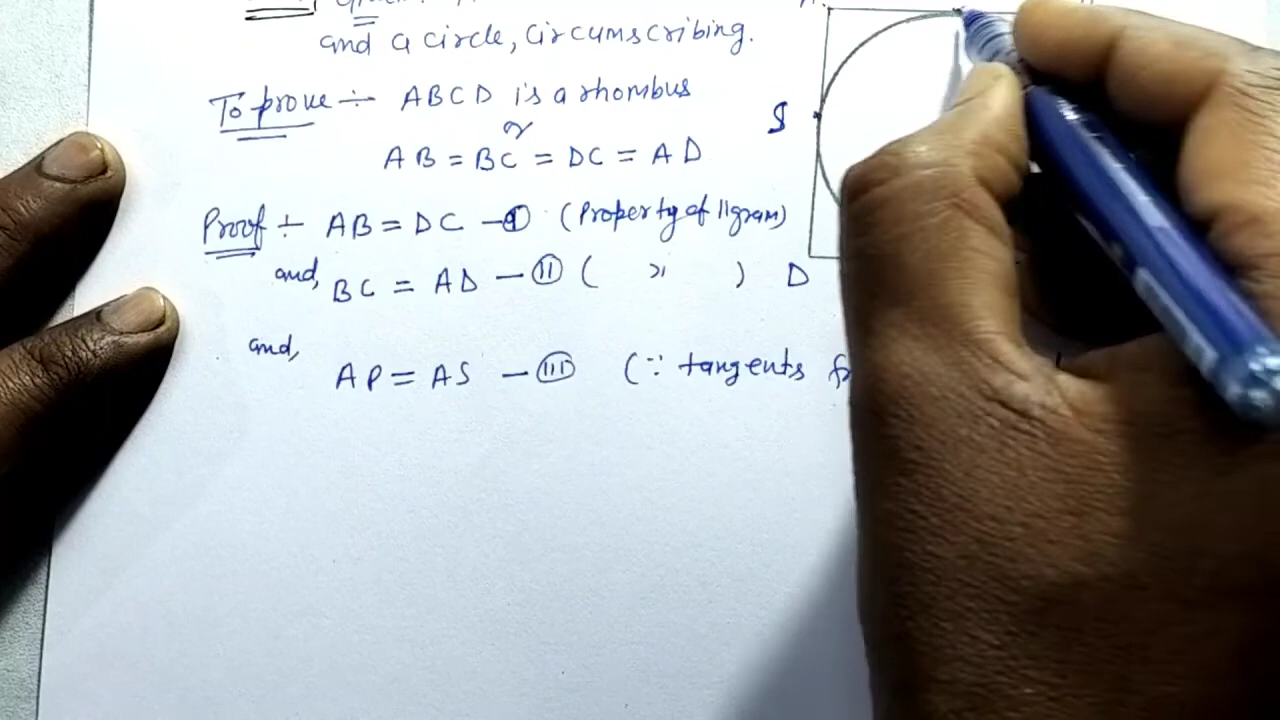 and a circle, circumscribing.
To prove ÷ ABCD is a rhombus
or
AB = BC = DC = AD
Proof ÷ AB = DC — (I) (Property of ||gram)
and, BC = AD — (II) ( " )
and,
AP = AS — (III) (∵ tangents
S
D